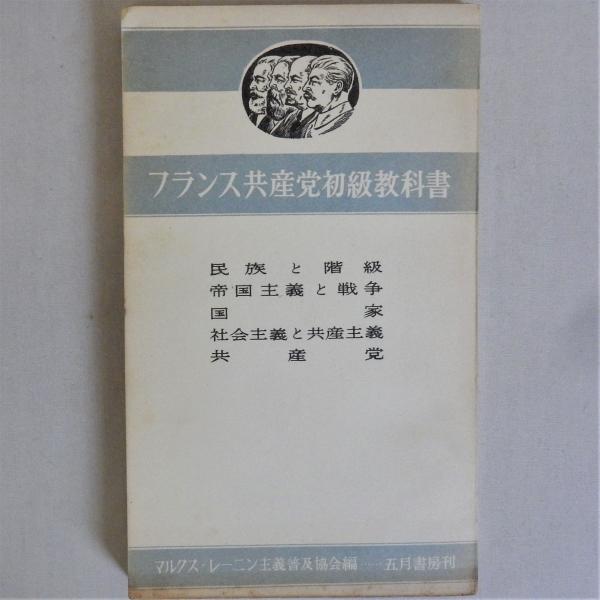 フランス共産党初級教科書
民族と階級
帝国主義と戦争
国家
社会主義と共産主義
共産党
マルクス・レーニン主義普及協会編……五月書房刊